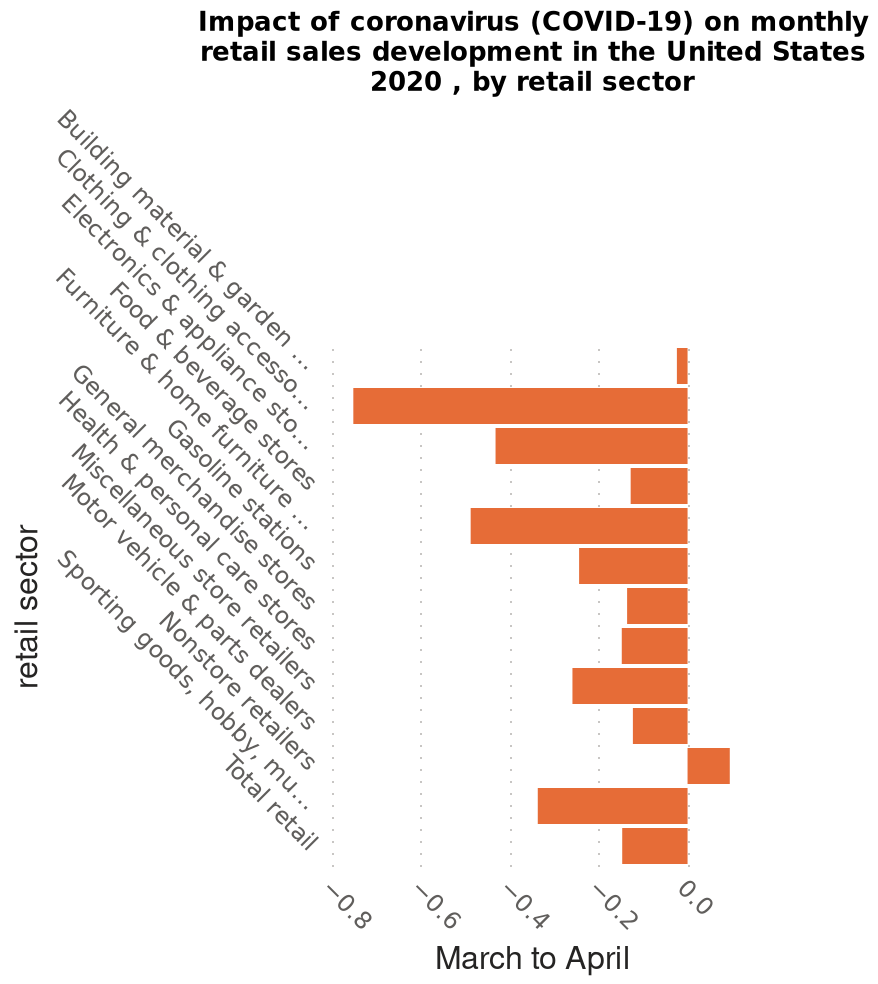 Impact of coronavirus (COVID-19) on monthly
retail sales development in the United States
2020 , by retail sector
Building material & garden ...
Clothing & clothing accesso...
Electronics & appliance sto...
Food & beverage stores
Furniture & home furniture ...
Gasoline stations
General merchandise stores
Health & personal care stores
Miscellaneous store retailers
Motor vehicle & parts dealers
Nonstore retailers
Sporting goods, hobby, mu...
Total retail
retail sector
−0.8
−0.6
−0.4
−0.2
0.0
March to April